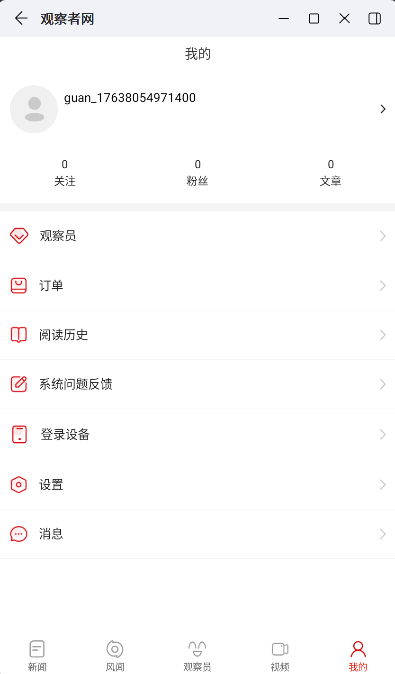 观察者网
我的
guan_17638054971400
0 0 0
关注 粉丝 文章
观察员
订单
阅读历史
系统问题反馈
登录设备
设置
消息
新闻 风闻 观察员 视频 我的